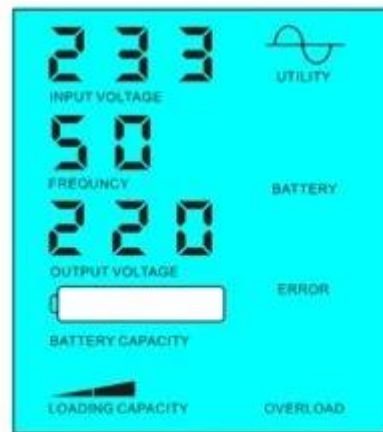 233
UTILITY
INPUT VOLTAGE
50
FREQUNCY
BATTERY
220
OUTPUT VOLTAGE
ERROR
BATTERY CAPACITY
LOADING CAPACITY OVERLOAD